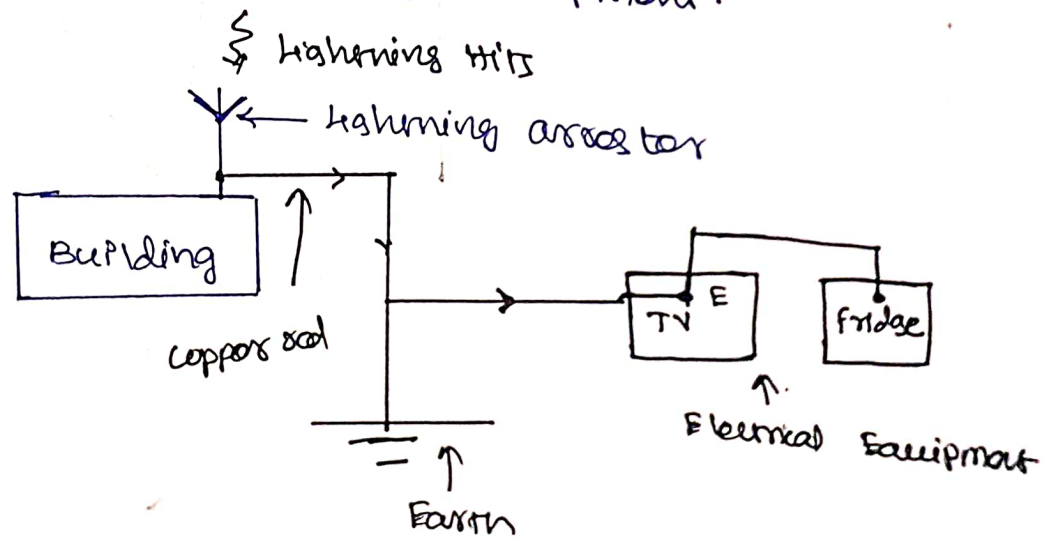 Lightning Hits
Lightning arrestor
Building
copper rod
E
TV
Fridge
Electrical Equipment
Earth